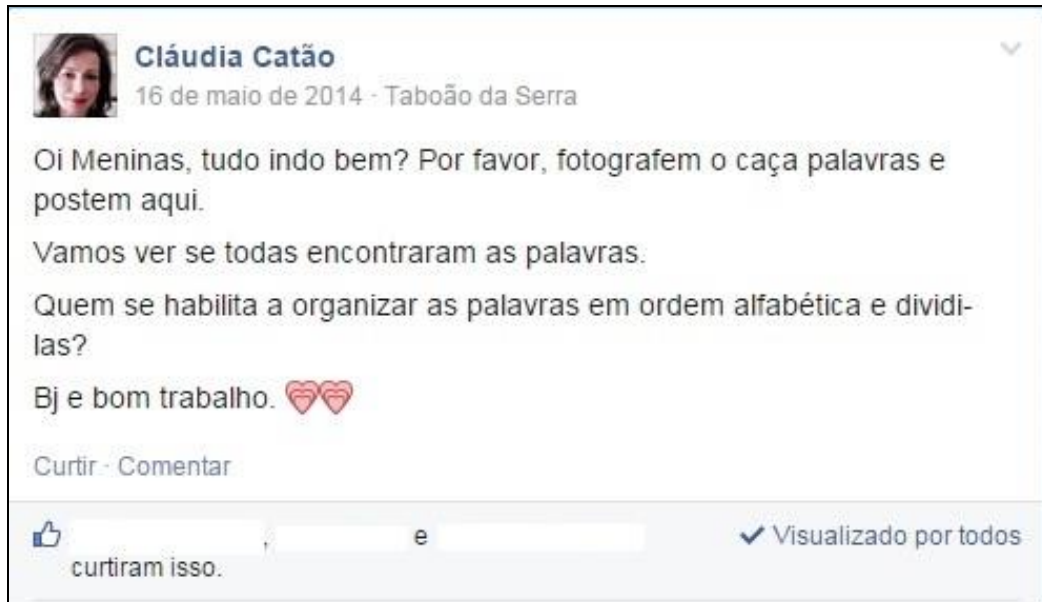 Cláudia Catão
16 de maio de 2014 · Taboão da Serra
Oi Meninas, tudo indo bem? Por favor, fotografem o caça palavras e
postem aqui.
Vamos ver se todas encontraram as palavras.
Quem se habilita a organizar as palavras em ordem alfabética e dividi-
las?
Bj e bom trabalho.
Curtir · Comentar
, e Visualizado por todos
curtiram isso.